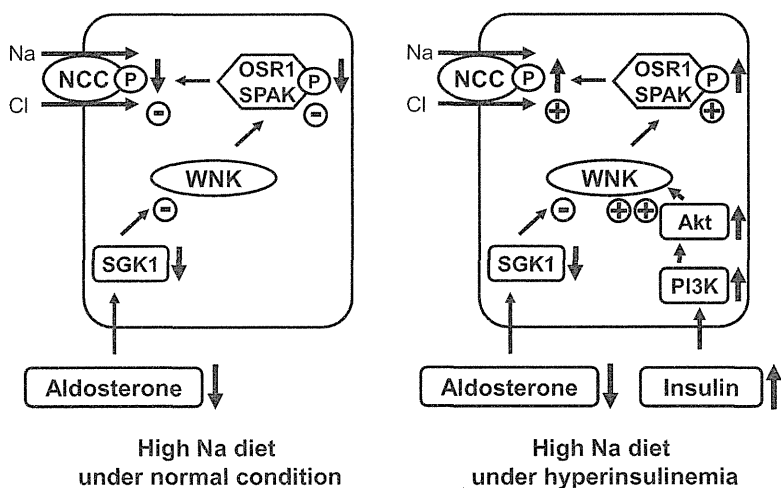 Na
NCC P
Cl
-
OSR1
SPAK
P
-
WNK
-
SGK1
Aldosterone
High Na diet
under normal condition
Na
NCC P
Cl
+
OSR1
SPAK
P
+
WNK
- + +
Akt
SGK1
PI3K
Aldosterone
Insulin
High Na diet
under hyperinsulinemia